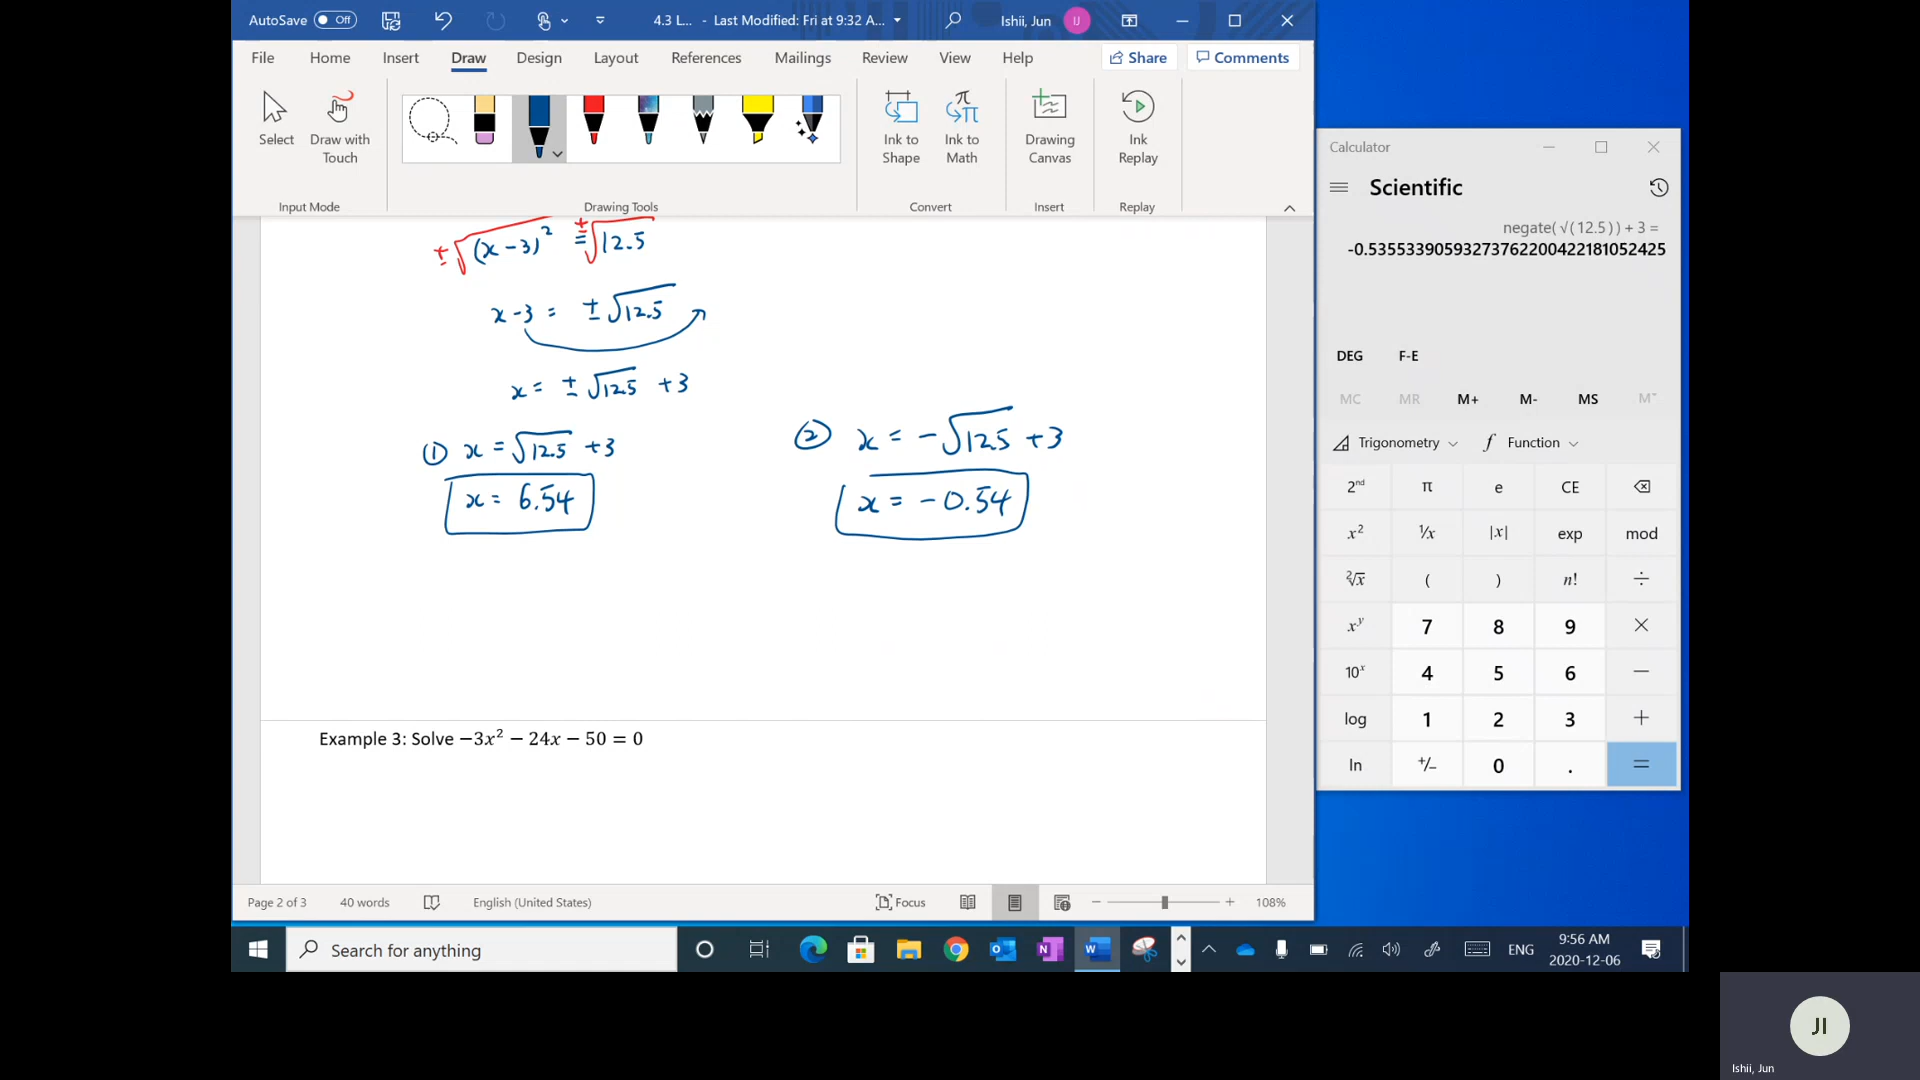 AutoSave Off 4.3 L... - Last Modified: Fri at 9:32 A... Ishii, Jun IJ
File Home Insert Draw Design Layout References Mailings Review View Help Share Comments
Select Draw with Touch Ink to Shape Ink to Math Drawing Canvas Ink Replay
Input Mode Drawing Tools Convert Insert Replay
±√(x-3)² = ±√12.5
x-3 = ±√12.5
x = ±√12.5 +3
① x = √12.5 +3
x = 6.54
② x = -√12.5 +3
x = -0.54
Example 3: Solve −3x² − 24x − 50 = 0
Page 2 of 3 40 words English (United States) Focus 108%
Calculator
Scientific
negate(√(12.5)) + 3 =
-0.53553390593273762200422181052425
DEG F-E
MC MR M+ M- MS M˅
Trigonometry f Function
2ⁿᵈ π e CE
x² ¹/x |x| exp mod
²√x ( ) n! ÷
xʸ 7 8 9 ×
10ˣ 4 5 6 −
log 1 2 3 +
ln +/− 0 . =
Search for anything ENG 9:56 AM
2020-12-06
JI
Ishii, Jun